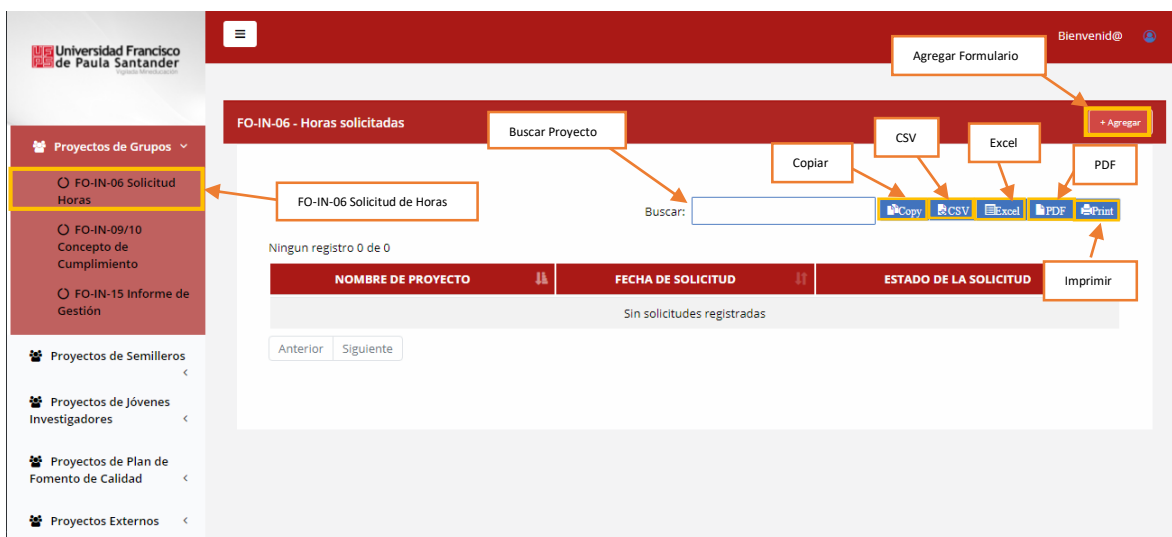 Universidad Francisco
de Paula Santander
Vigilada Mineducación
Bienvenid@
Agregar Formulario
FO-IN-06 - Horas solicitadas
+ Agregar
Buscar Proyecto
CSV
Excel
Copiar
PDF
Proyectos de Grupos
FO-IN-06 Solicitud
Horas
FO-IN-06 Solicitud de Horas
FO-IN-09/10
Concepto de
Cumplimiento
FO-IN-15 Informe de
Gestión
Buscar:
Copy
CSV
Excel
PDF
Print
Ningun registro 0 de 0
NOMBRE DE PROYECTO
FECHA DE SOLICITUD
ESTADO DE LA SOLICITUD
Imprimir
Sin solicitudes registradas
Anterior
Siguiente
Proyectos de Semilleros
Proyectos de Jóvenes
Investigadores
Proyectos de Plan de
Fomento de Calidad
Proyectos Externos